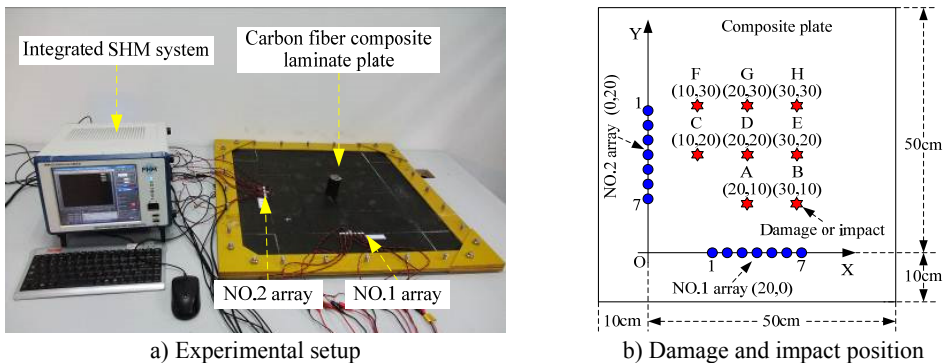 Integrated SHM system
Carbon fiber composite laminate plate
NO.2 array
NO.1 array
a) Experimental setup
Y
Composite plate
F
G
H
(10,30)
(20,30)
(30,30)
1
NO.2 array (0,20)
C
D
E
(10,20)
(20,20)
(30,20)
A
B
7
(20,10)
(30,10)
Damage or impact
50cm
O
1
7
X
NO.1 array (20,0)
10cm
10cm
50cm
b) Damage and impact position